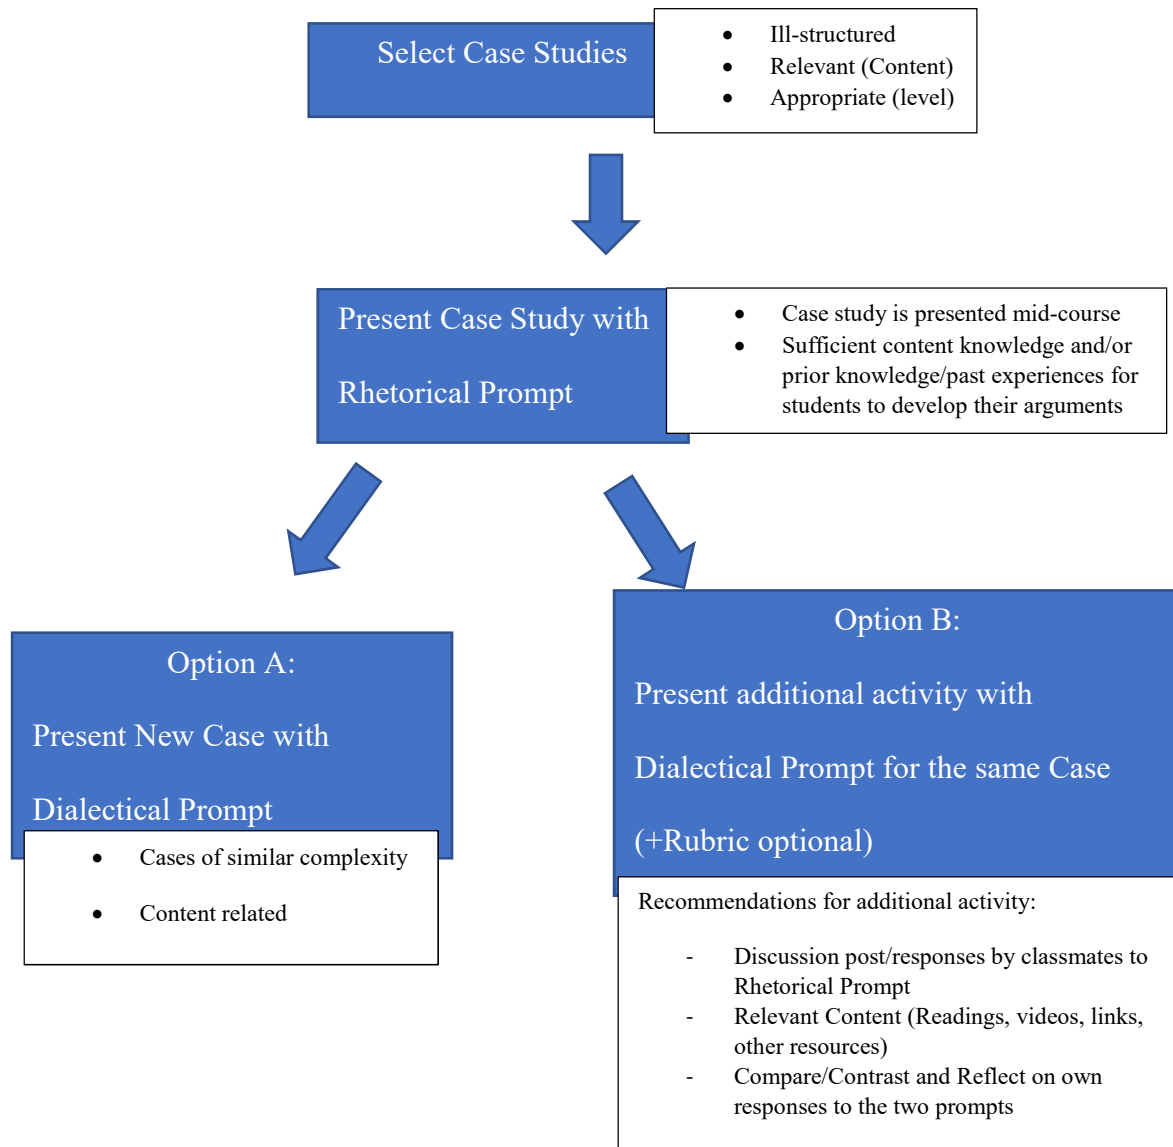 Select Case Studies
• Ill-structured
• Relevant (Content)
• Appropriate (level)
Present Case Study with
Rhetorical Prompt
• Case study is presented mid-course
• Sufficient content knowledge and/or
prior knowledge/past experiences for
students to develop their arguments
Option A:
Present New Case with
Dialectical Prompt
• Cases of similar complexity
• Content related
Option B:
Present additional activity with
Dialectical Prompt for the same Case
(+Rubric optional)
Recommendations for additional activity:
- Discussion post/responses by classmates to
Rhetorical Prompt
- Relevant Content (Readings, videos, links,
other resources)
- Compare/Contrast and Reflect on own
responses to the two prompts